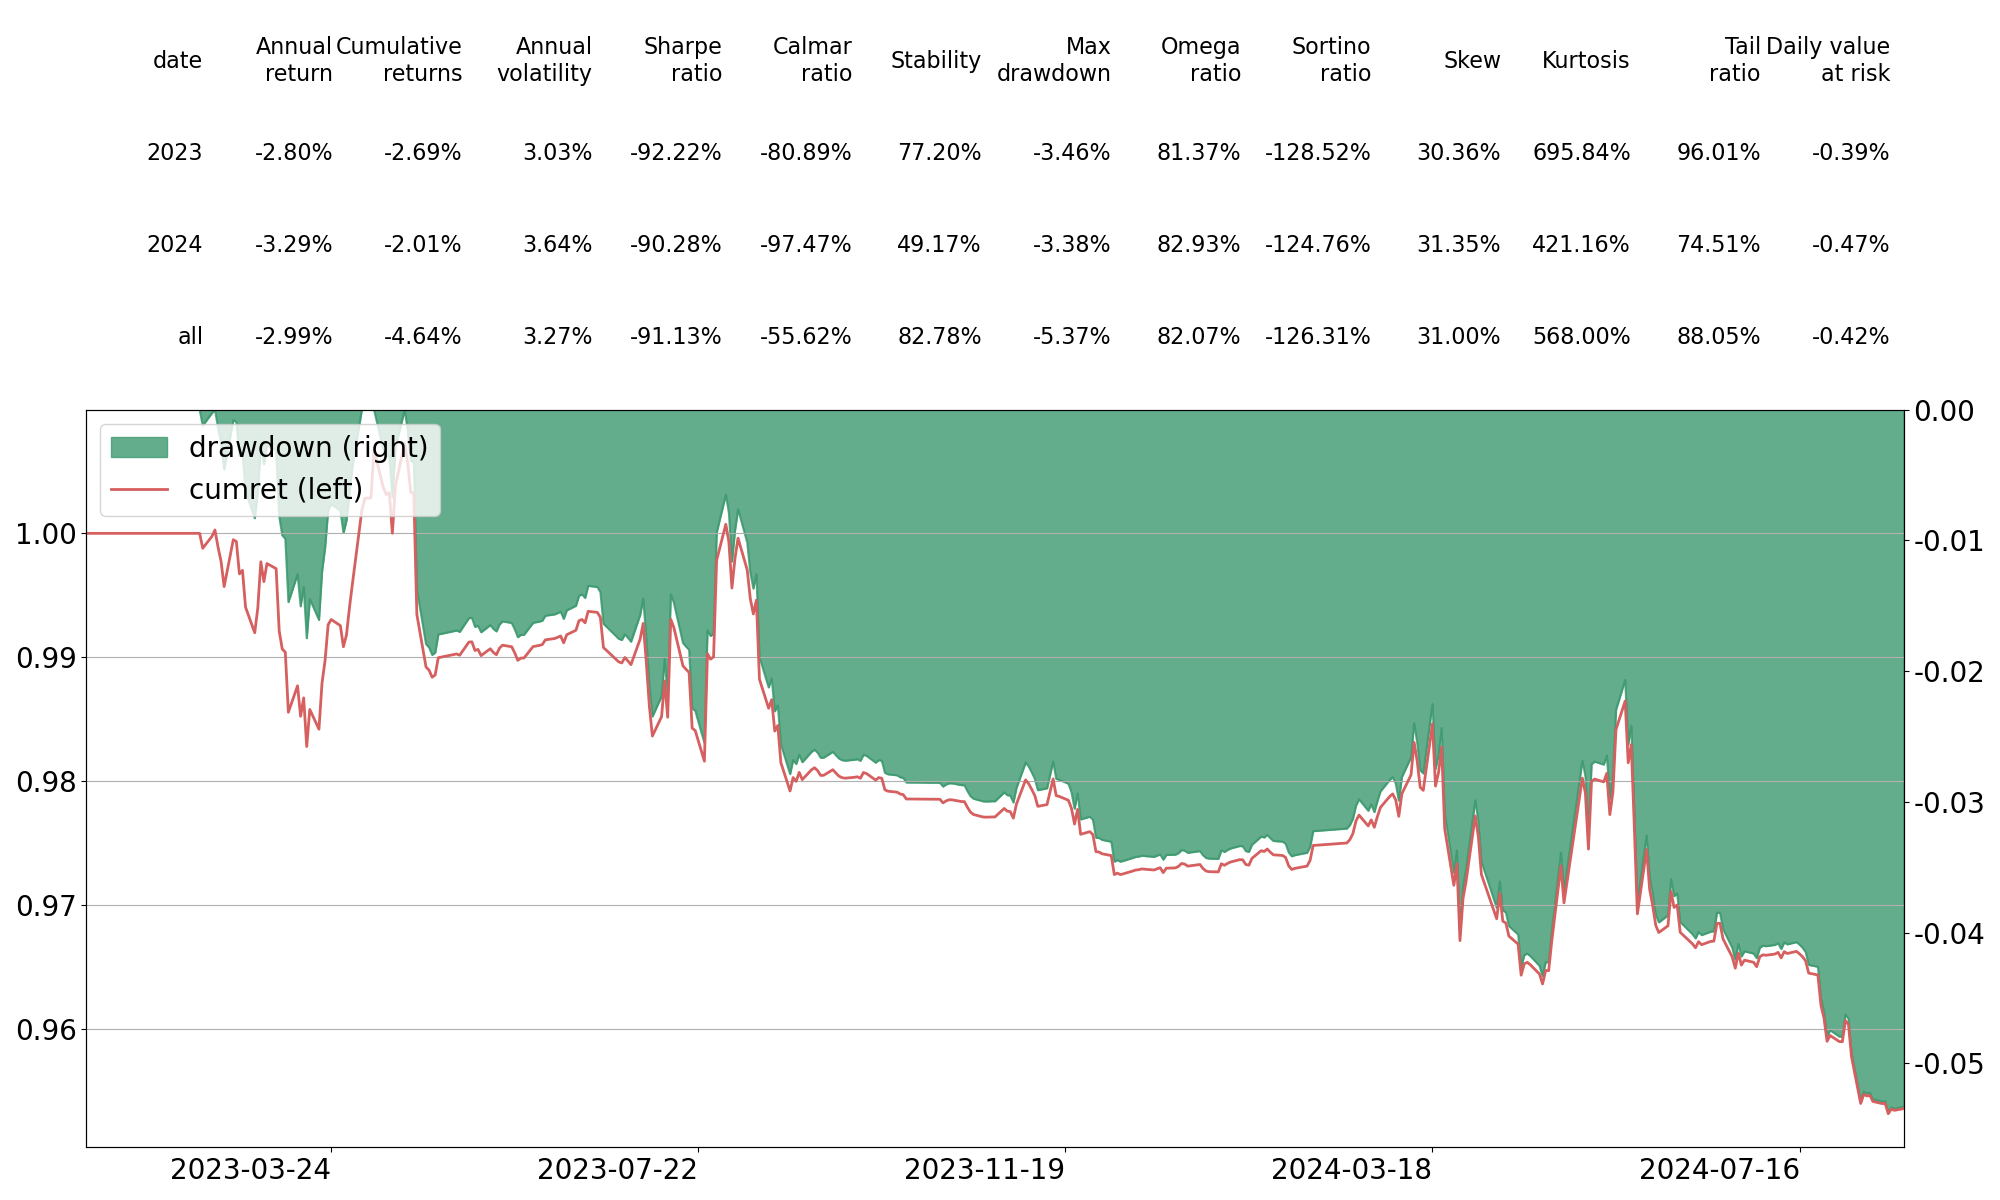 date Annual return Cumulative returns Annual volatility Sharpe ratio Calmar ratio Stability Max drawdown Omega ratio Sortino ratio Skew Kurtosis Tail ratio Daily value at risk
2023 -2.80% -2.69% 3.03% -92.22% -80.89% 77.20% -3.46% 81.37% -128.52% 30.36% 695.84% 96.01% -0.39%
2024 -3.29% -2.01% 3.64% -90.28% -97.47% 49.17% -3.38% 82.93% -124.76% 31.35% 421.16% 74.51% -0.47%
all -2.99% -4.64% 3.27% -91.13% -55.62% 82.78% -5.37% 82.07% -126.31% 31.00% 568.00% 88.05% -0.42%
drawdown (right)
cumret (left)
1.00
0.99
0.98
0.97
0.96
0.00
-0.01
-0.02
-0.03
-0.04
-0.05
2023-03-24 2023-07-22 2023-11-19 2024-03-18 2024-07-16